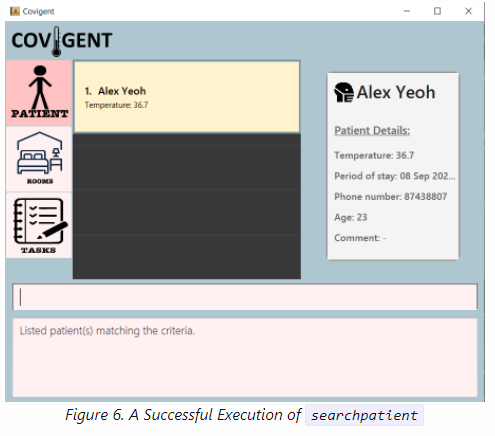 Covigent
COVIGENT
PATIENT
ROOMS
TASKS
1. Alex Yeoh
Temperature: 36.7
Alex Yeoh
Patient Details:
Temperature: 36.7
Period of stay: 08 Sep 202...
Phone number: 87438807
Age: 23
Comment: -
Listed patient(s) matching the criteria.
Figure 6. A Successful Execution of searchpatient